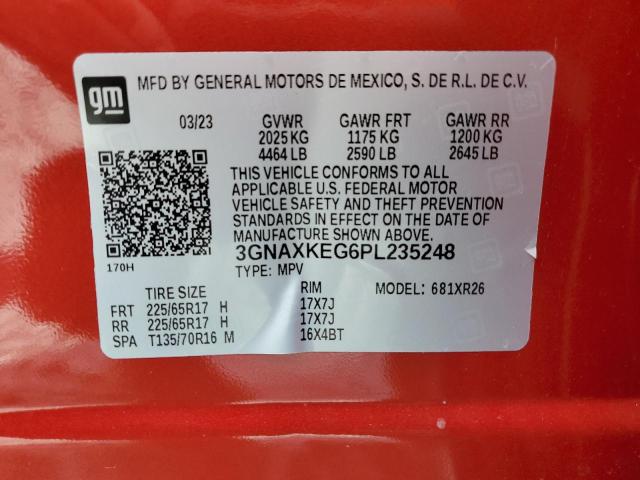 gm
MFD BY GENERAL MOTORS DE MEXICO, S. DE R.L. DE C.V.
03/23 GVWR GAWR FRT GAWR RR
2025 KG 1175 KG 1200 KG
4464 LB 2590 LB 2645 LB
THIS VEHICLE CONFORMS TO ALL
APPLICABLE U.S. FEDERAL MOTOR
VEHICLE SAFETY AND THEFT PREVENTION
STANDARDS IN EFFECT ON THE DATE OF
MANUFACTURE SHOWN ABOVE.
170H
3GNAXKEG6PL235248
TYPE: MPV
TIRE SIZE RIM MODEL: 681XR26
FRT 225/65R17 H 17X7J
RR 225/65R17 H 17X7J
SPA T135/70R16 M 16X4BT